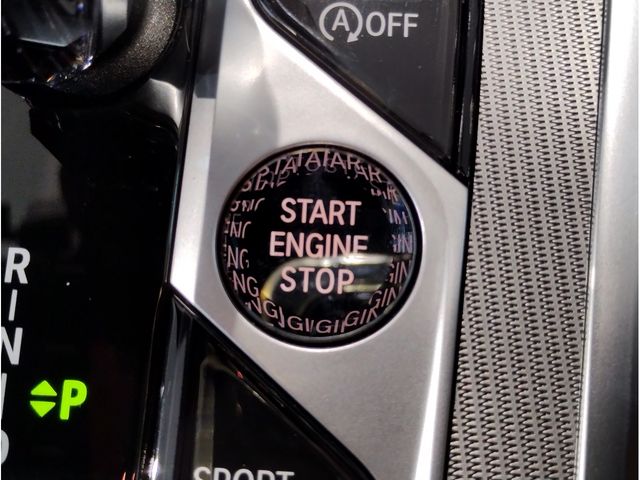 A OFF
START
ENGINE
STOP
R
N
P
D
SPORT